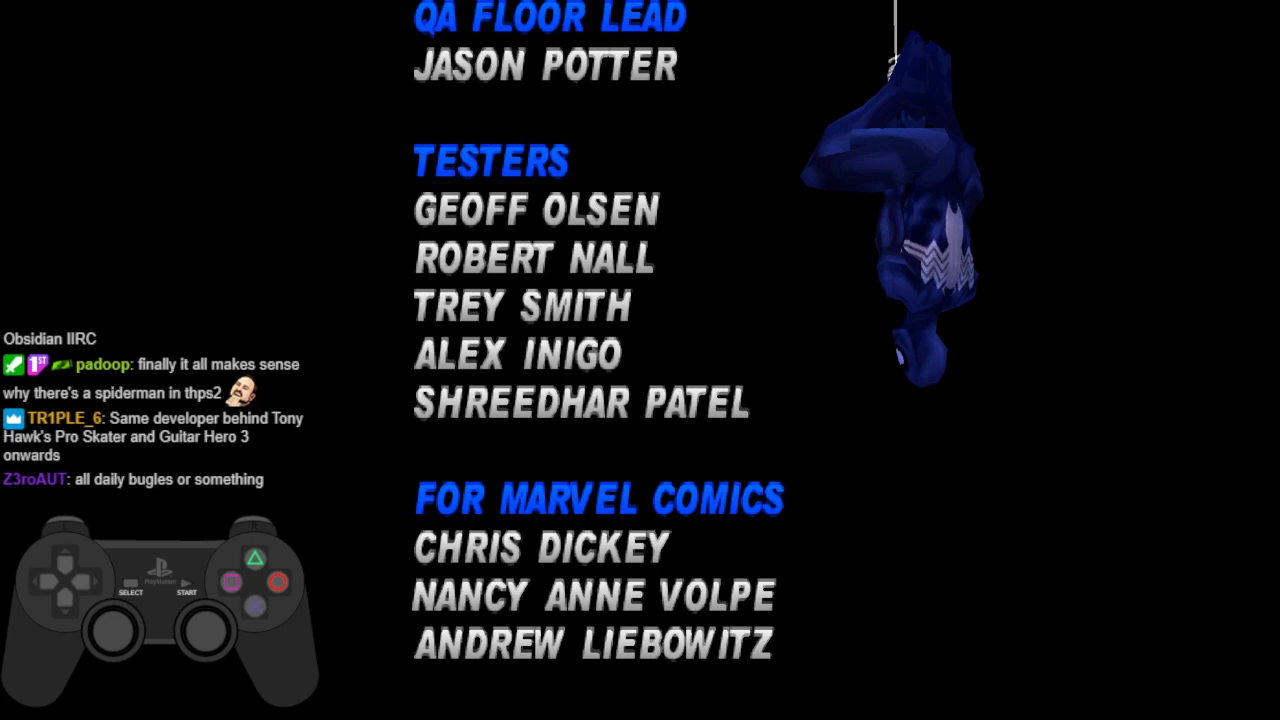 QA FLOOR LEAD
JASON POTTER
TESTERS
GEOFF OLSEN
ROBERT NALL
TREY SMITH
ALEX INIGO
SHREEDHAR PATEL
FOR MARVEL COMICS
CHRIS DICKEY
NANCY ANNE VOLPE
ANDREW LIEBOWITZ
Obsidian IIRC
1ST padoop: finally it all makes sense
why there's a spiderman in thps2
TR1PLE_6: Same developer behind Tony
Hawk's Pro Skater and Guitar Hero 3
onwards
Z3roAUT: all daily bugles or something
PlayStation
SELECT START